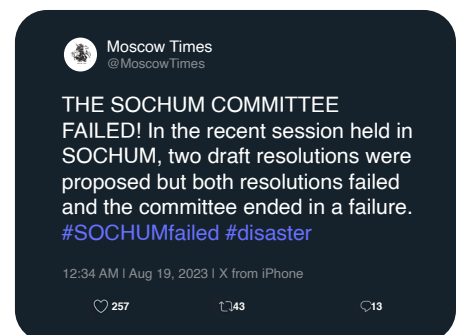 Moscow Times
@MoscowTimes
THE SOCHUM COMMITTEE
FAILED! In the recent session held in
SOCHUM, two draft resolutions were
proposed but both resolutions failed
and the committee ended in a failure.
#SOCHUMfailed #disaster
12:34 AM I Aug 19, 2023 I X from iPhone
257 43 13